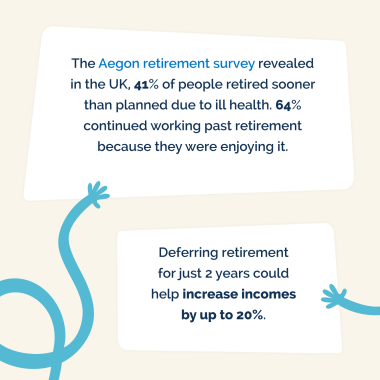 The Aegon retirement survey revealed
in the UK, 41% of people retired sooner
than planned due to ill health. 64%
continued working past retirement
because they were enjoying it.
Deferring retirement
for just 2 years could
help increase incomes
by up to 20%.